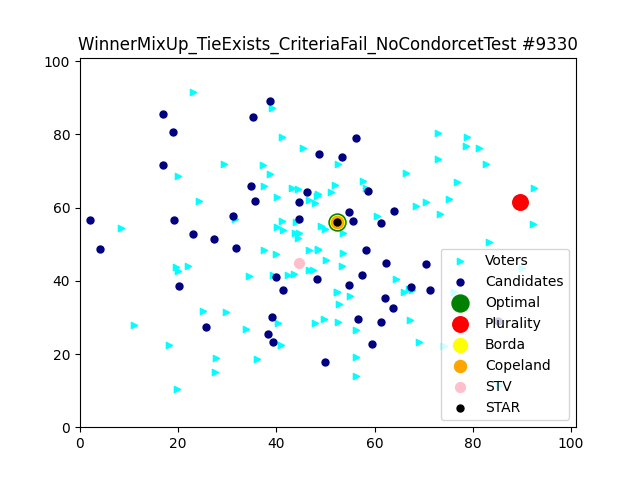 WinnerMixUp_TieExists_CriteriaFail_NoCondorcetTest #9330
100
80
60
40
20
0
0 20 40 60 80 100
Voters
Candidates
Optimal
Plurality
Borda
Copeland
STV
STAR